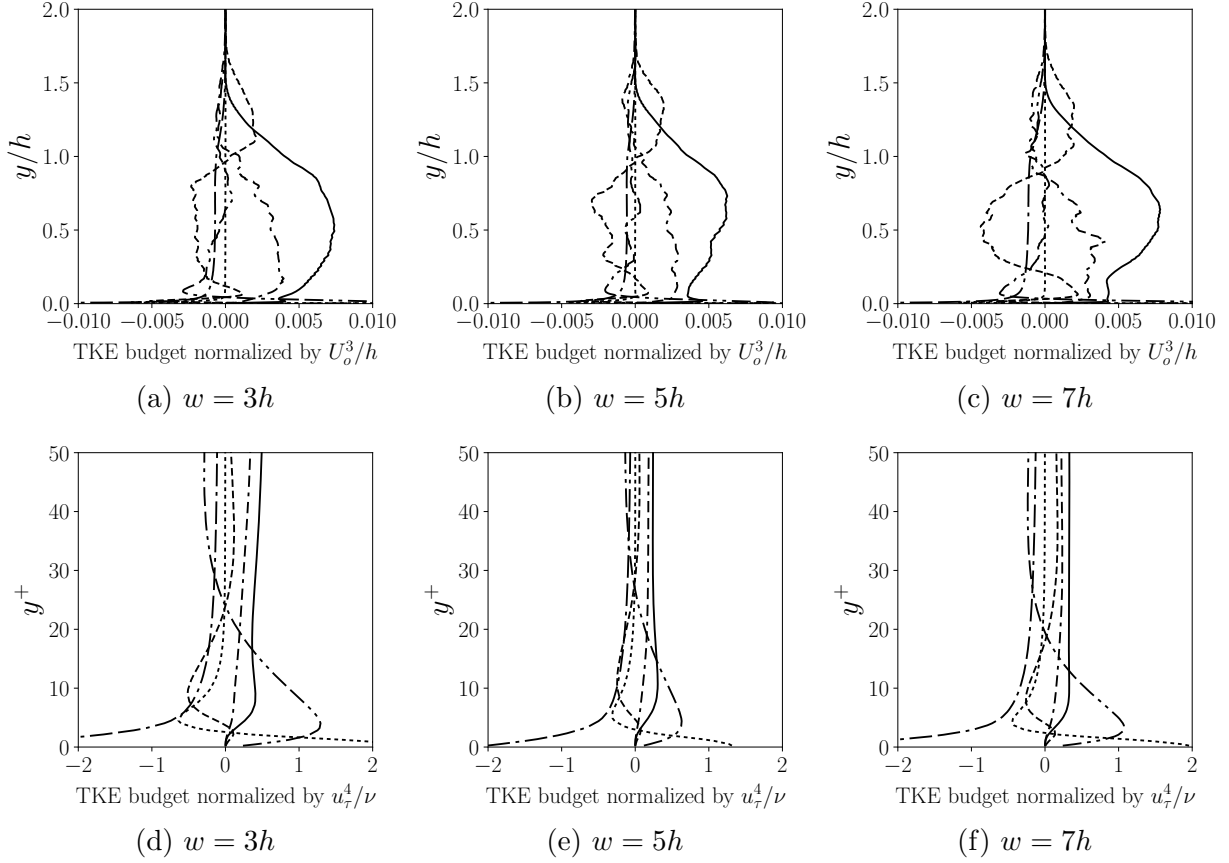 2.0
1.5
1.0
0.5
0.0
y/h
−0.010 −0.005 0.000 0.005 0.010
TKE budget normalized by U_o^3/h
(a) w = 3h
2.0
1.5
1.0
0.5
0.0
y/h
−0.010 −0.005 0.000 0.005 0.010
TKE budget normalized by U_o^3/h
(b) w = 5h
2.0
1.5
1.0
0.5
0.0
y/h
−0.010 −0.005 0.000 0.005 0.010
TKE budget normalized by U_o^3/h
(c) w = 7h
50
40
30
20
10
0
y^+
−2 −1 0 1 2
TKE budget normalized by u_τ^4/ν
(d) w = 3h
50
40
30
20
10
0
y^+
−2 −1 0 1 2
TKE budget normalized by u_τ^4/ν
(e) w = 5h
50
40
30
20
10
0
y^+
−2 −1 0 1 2
TKE budget normalized by u_τ^4/ν
(f) w = 7h